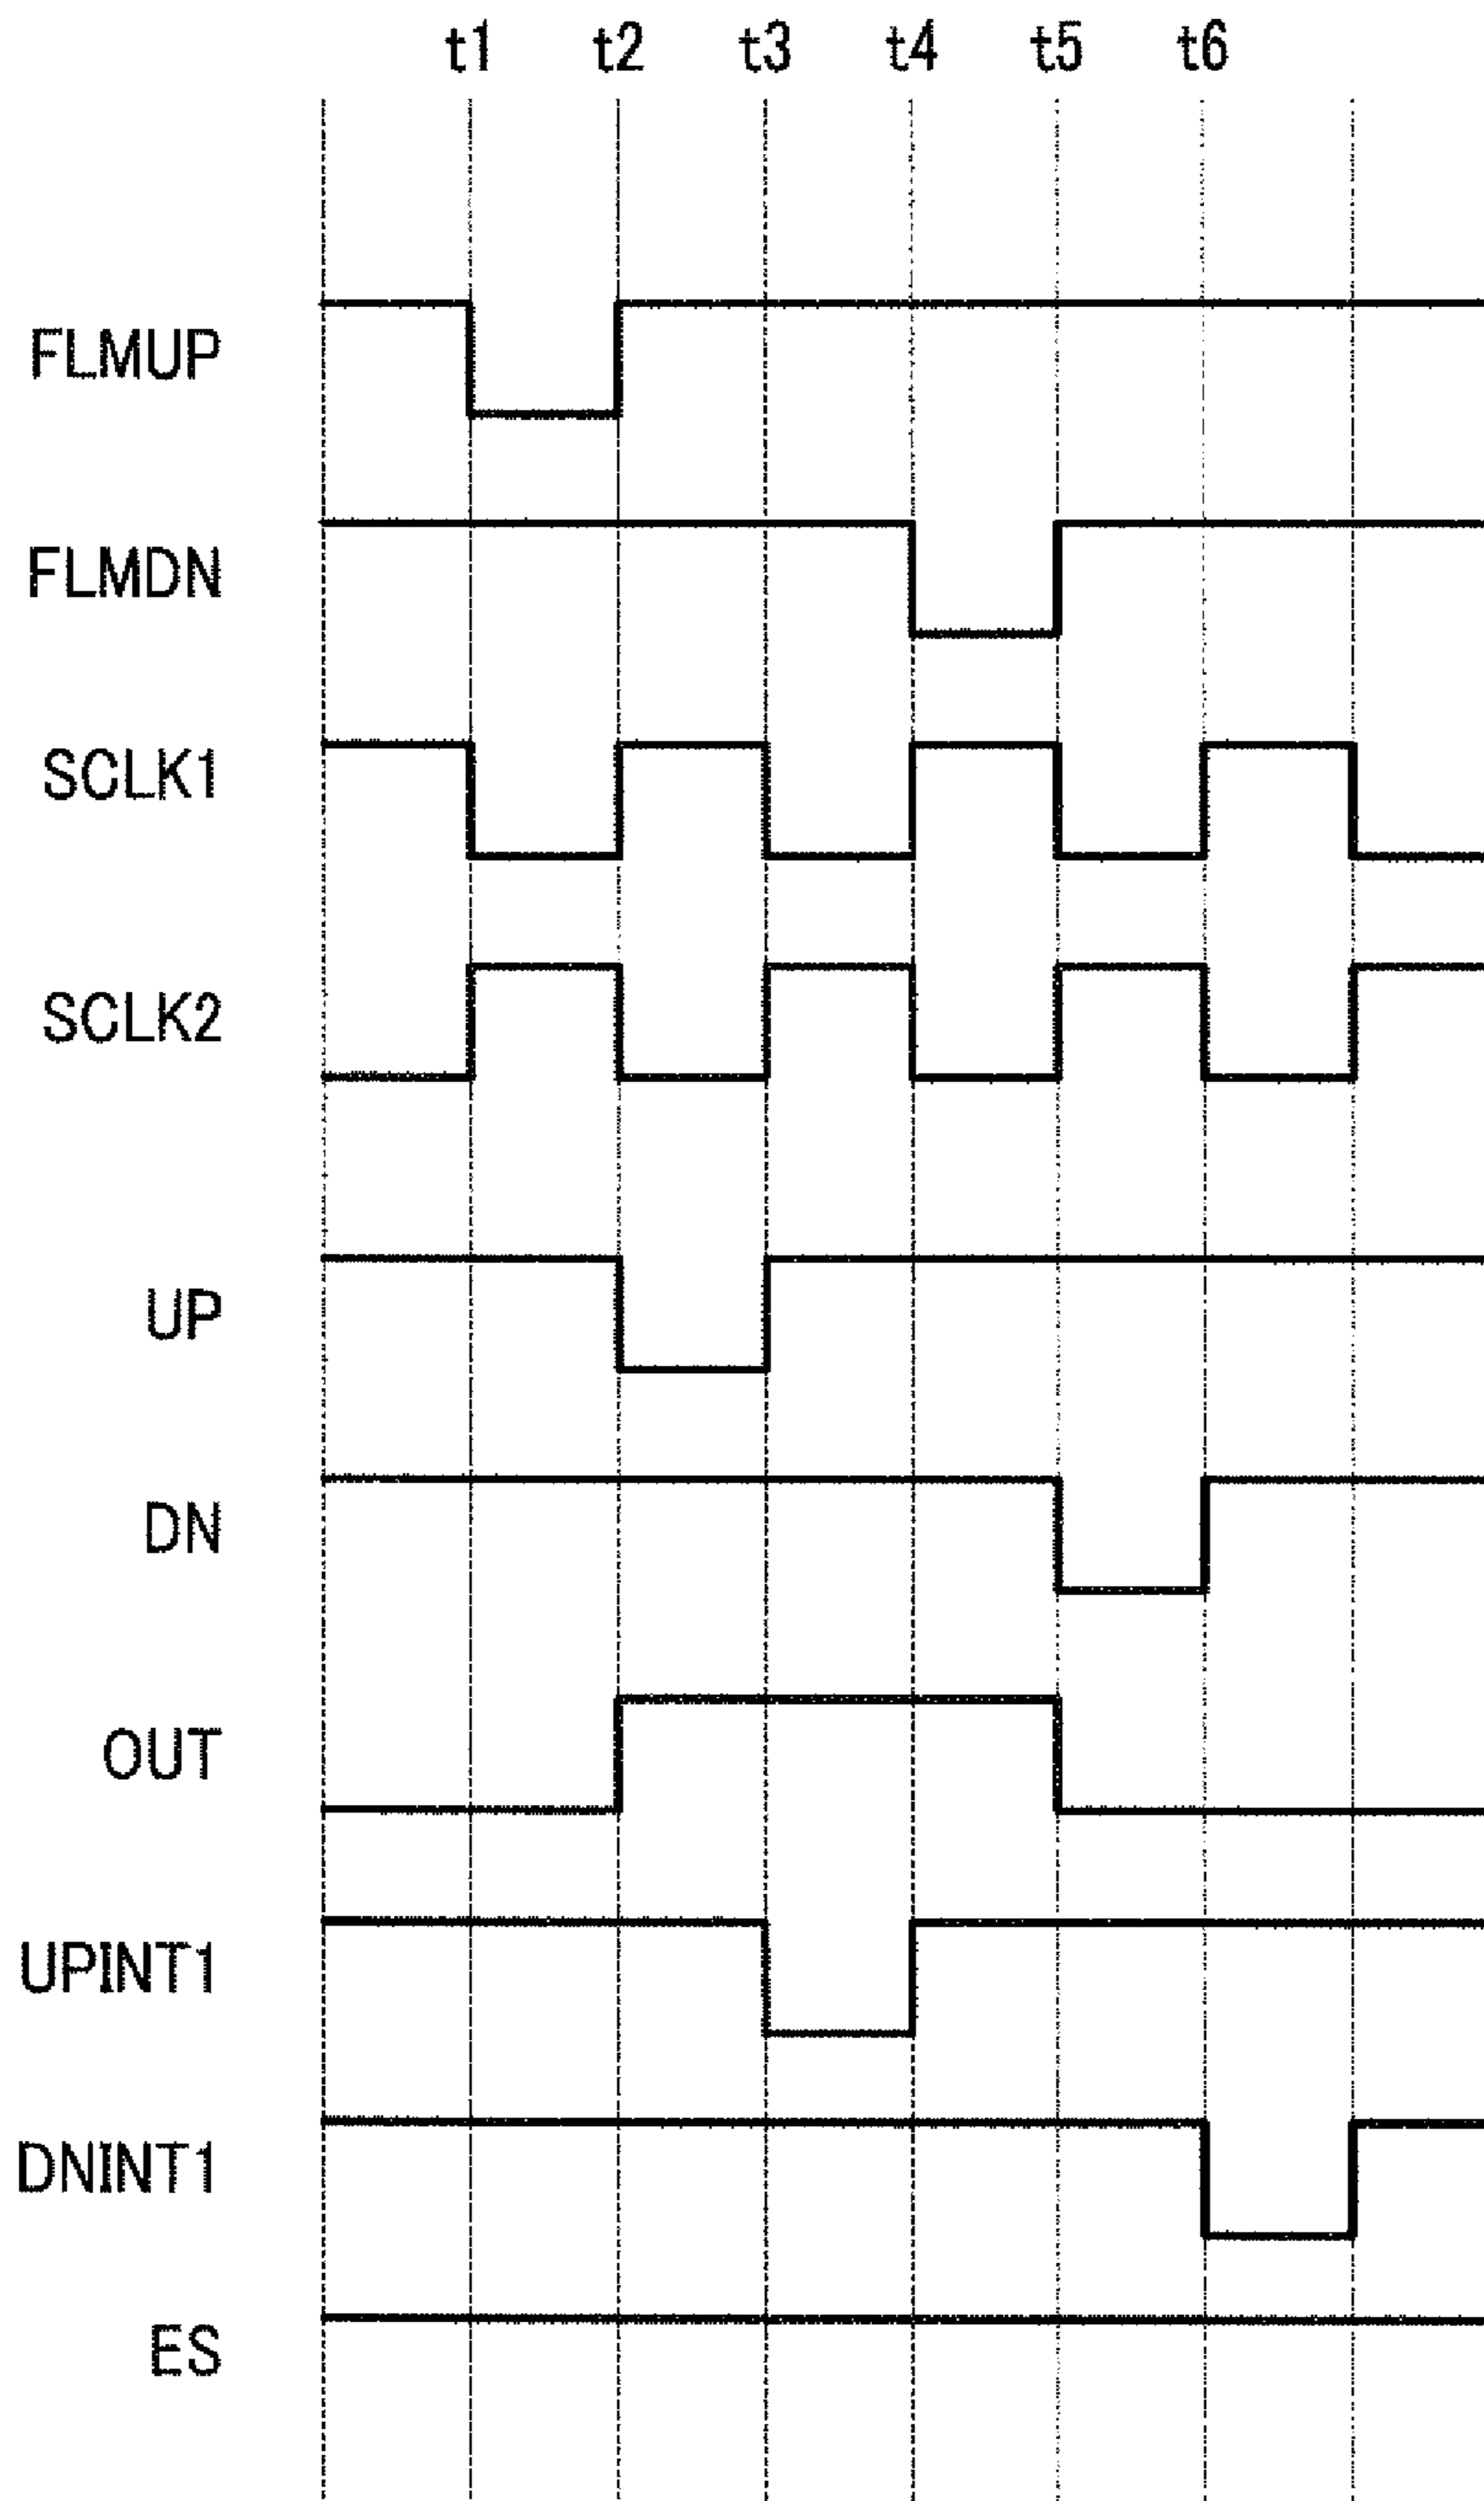 t1 t2 t3 t4 t5 t6
FLMUP
FLMDN
SCLK1
SCLK2
UP
DN
OUT
UPINT1
DNINT1
ES